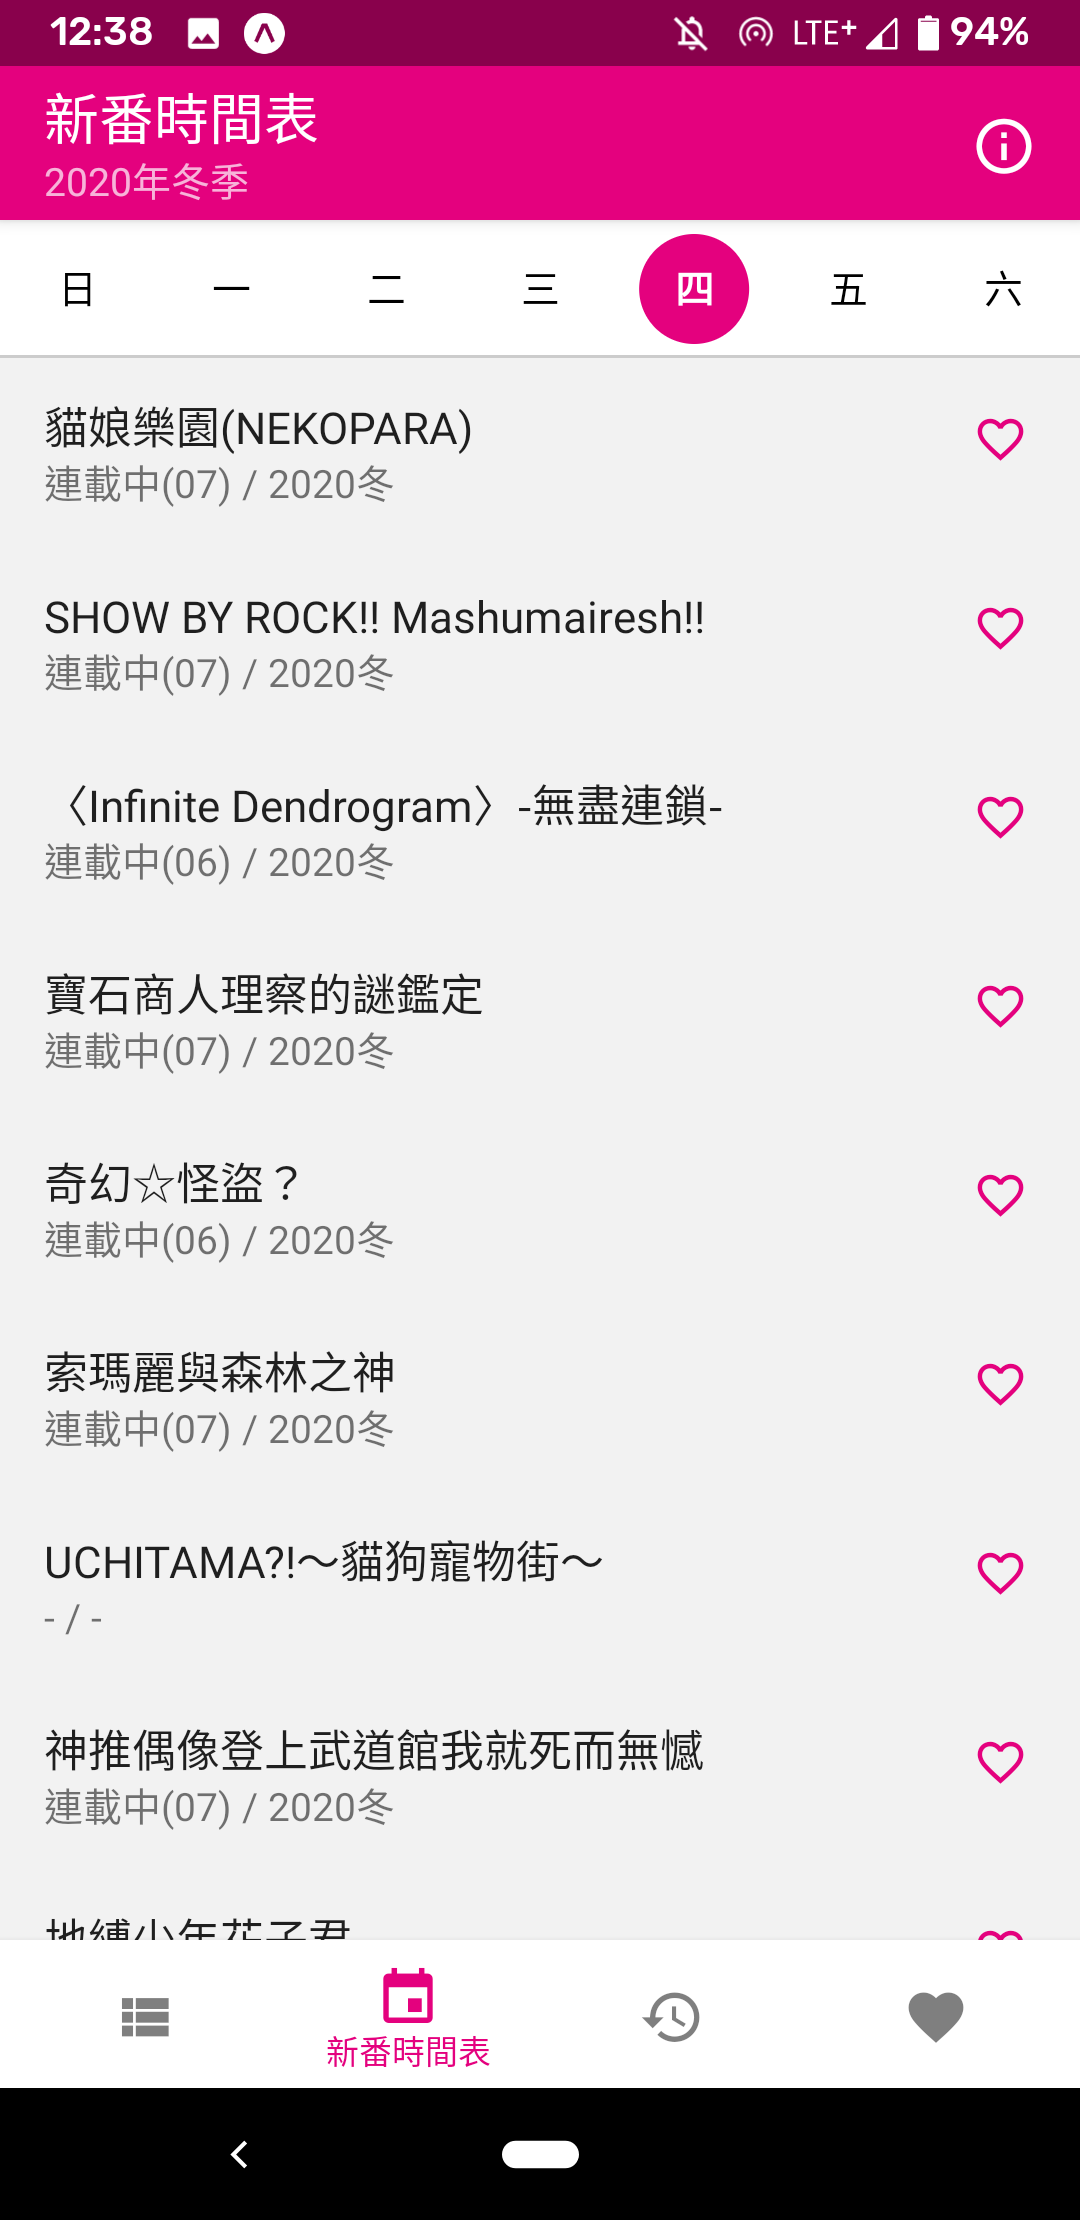 12:38
LTE+
94%
新番時間表
2020年冬季
日 一 二 三 四 五 六
貓娘樂園(NEKOPARA)
連載中(07) / 2020冬
SHOW BY ROCK!! Mashumairesh!!
連載中(07) / 2020冬
〈Infinite Dendrogram〉-無盡連鎖-
連載中(06) / 2020冬
寶石商人理察的謎鑑定
連載中(07) / 2020冬
奇幻☆怪盜？
連載中(06) / 2020冬
索瑪麗與森林之神
連載中(07) / 2020冬
UCHITAMA?!～貓狗寵物街～
- / -
神推偶像登上武道館我就死而無憾
連載中(07) / 2020冬
地縛少年花子君
新番時間表